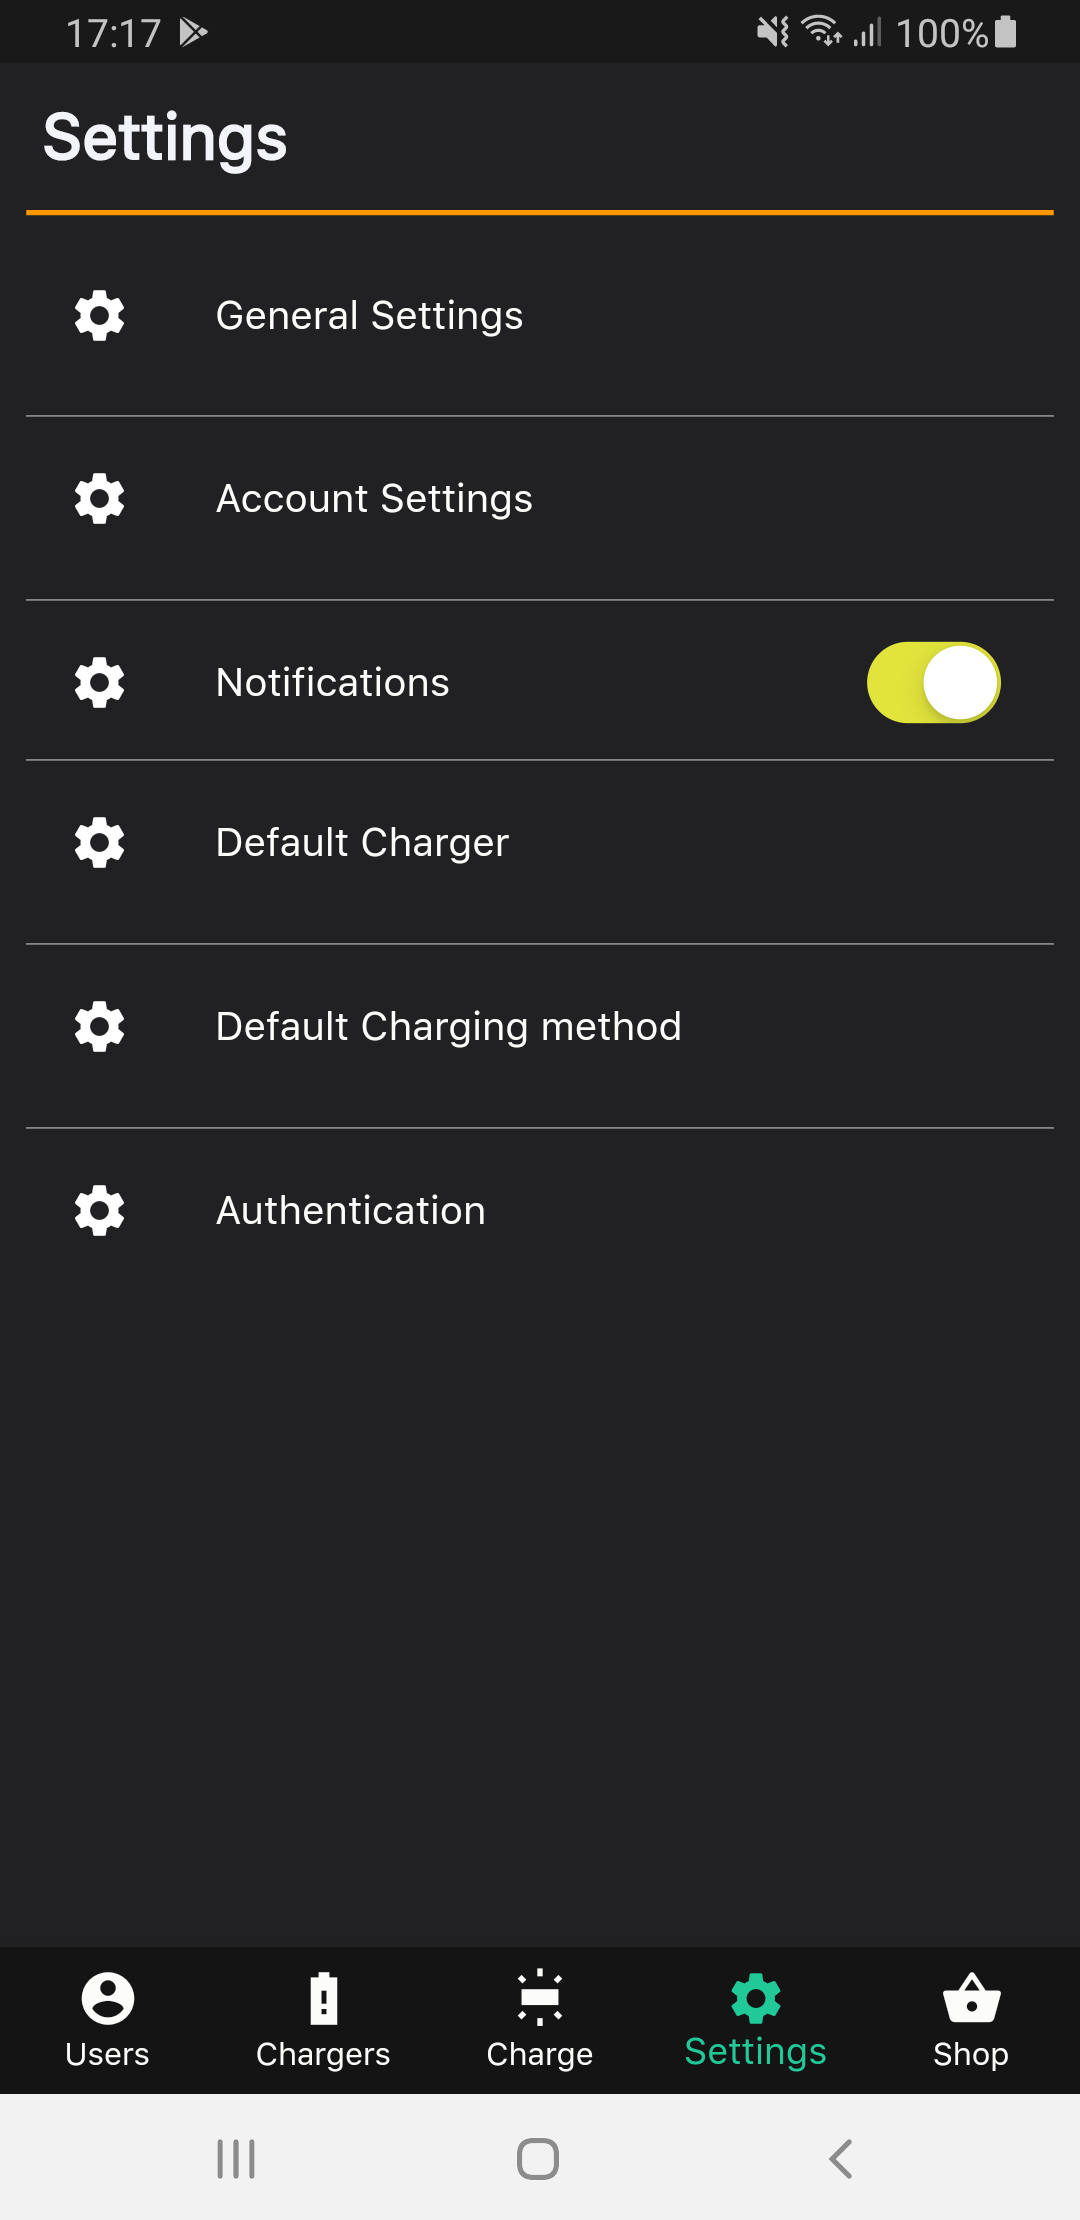 17:17 100%
Settings
General Settings
Account Settings
Notifications
Default Charger
Default Charging method
Authentication
Users Chargers Charge Settings Shop